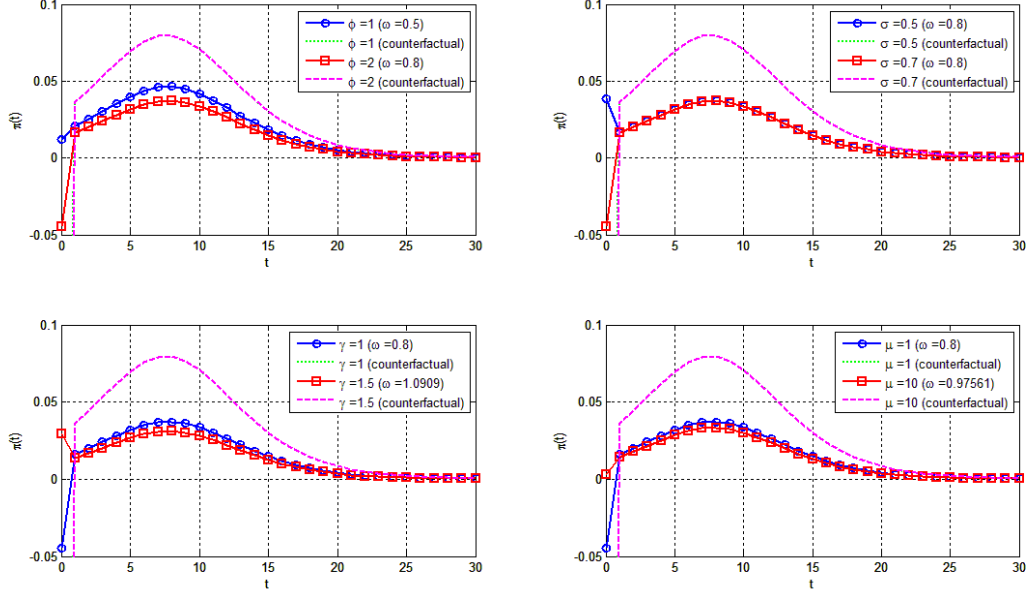 0.1
0.05
0
-0.05
π(t)
0 5 10 15 20 25 30
t
ϕ =1 (ω =0.5)
ϕ =1 (counterfactual)
ϕ =2 (ω =0.8)
ϕ =2 (counterfactual)
0.1
0.05
0
-0.05
π(t)
0 5 10 15 20 25 30
t
σ =0.5 (ω =0.8)
σ =0.5 (counterfactual)
σ =0.7 (ω =0.8)
σ =0.7 (counterfactual)
0.1
0.05
0
-0.05
π(t)
0 5 10 15 20 25 30
t
γ =1 (ω =0.8)
γ =1 (counterfactual)
γ =1.5 (ω =1.0909)
γ =1.5 (counterfactual)
0.1
0.05
0
-0.05
π(t)
0 5 10 15 20 25 30
t
μ =1 (ω =0.8)
μ =1 (counterfactual)
μ =10 (ω =0.97561)
μ =10 (counterfactual)